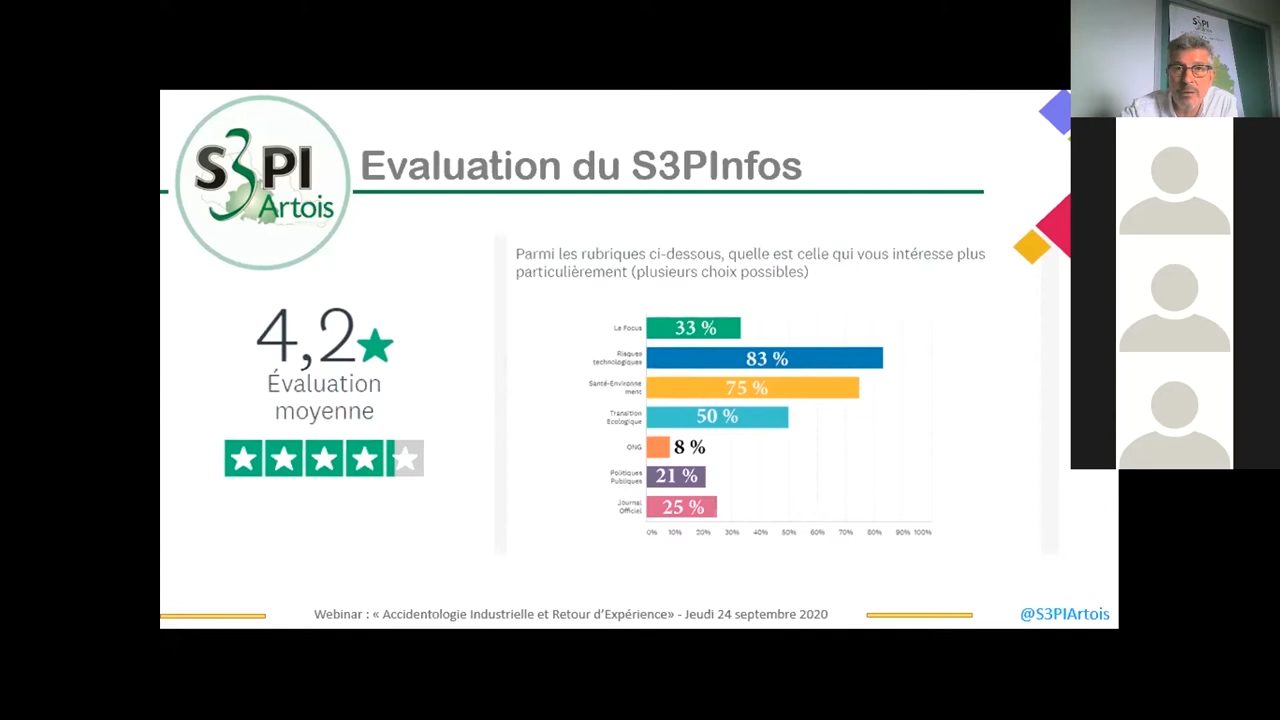 S3PI
Artois
S3PI
Artois
Evaluation du S3PInfos
Parmi les rubriques ci-dessous, quelle est celle qui vous intéresse plus
particulièrement (plusieurs choix possibles)
4,2
Évaluation
moyenne
Le Focus
33 %
Risques
technologiques
83 %
Santé-Environne
ment
75 %
Transition
Ecologique
50 %
ONG
8 %
Politiques
Publiques
21 %
Journal
Officiel
25 %
0% 10% 20% 30% 40% 50% 60% 70% 80% 90% 100%
Webinar : « Accidentologie Industrielle et Retour d’Expérience» - Jeudi 24 septembre 2020
@S3PIArtois